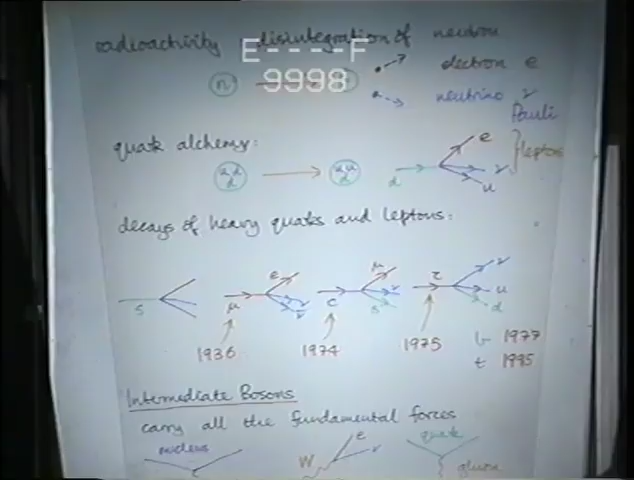 radioactivity disintegration of neutron
E----F
9998
n
electron e
neutrino ν
Pauli
quark alchemy:
e
} leptons
u d d
u u d
d
ν
u
decays of heavy quarks and leptons:
s
μ e ν ν
c μ ν s
τ ν u d
1936 1974 1975 b 1977
t 1995
Intermediate Bosons
carry all the fundamental forces
nucleus W e ν quark
gluon